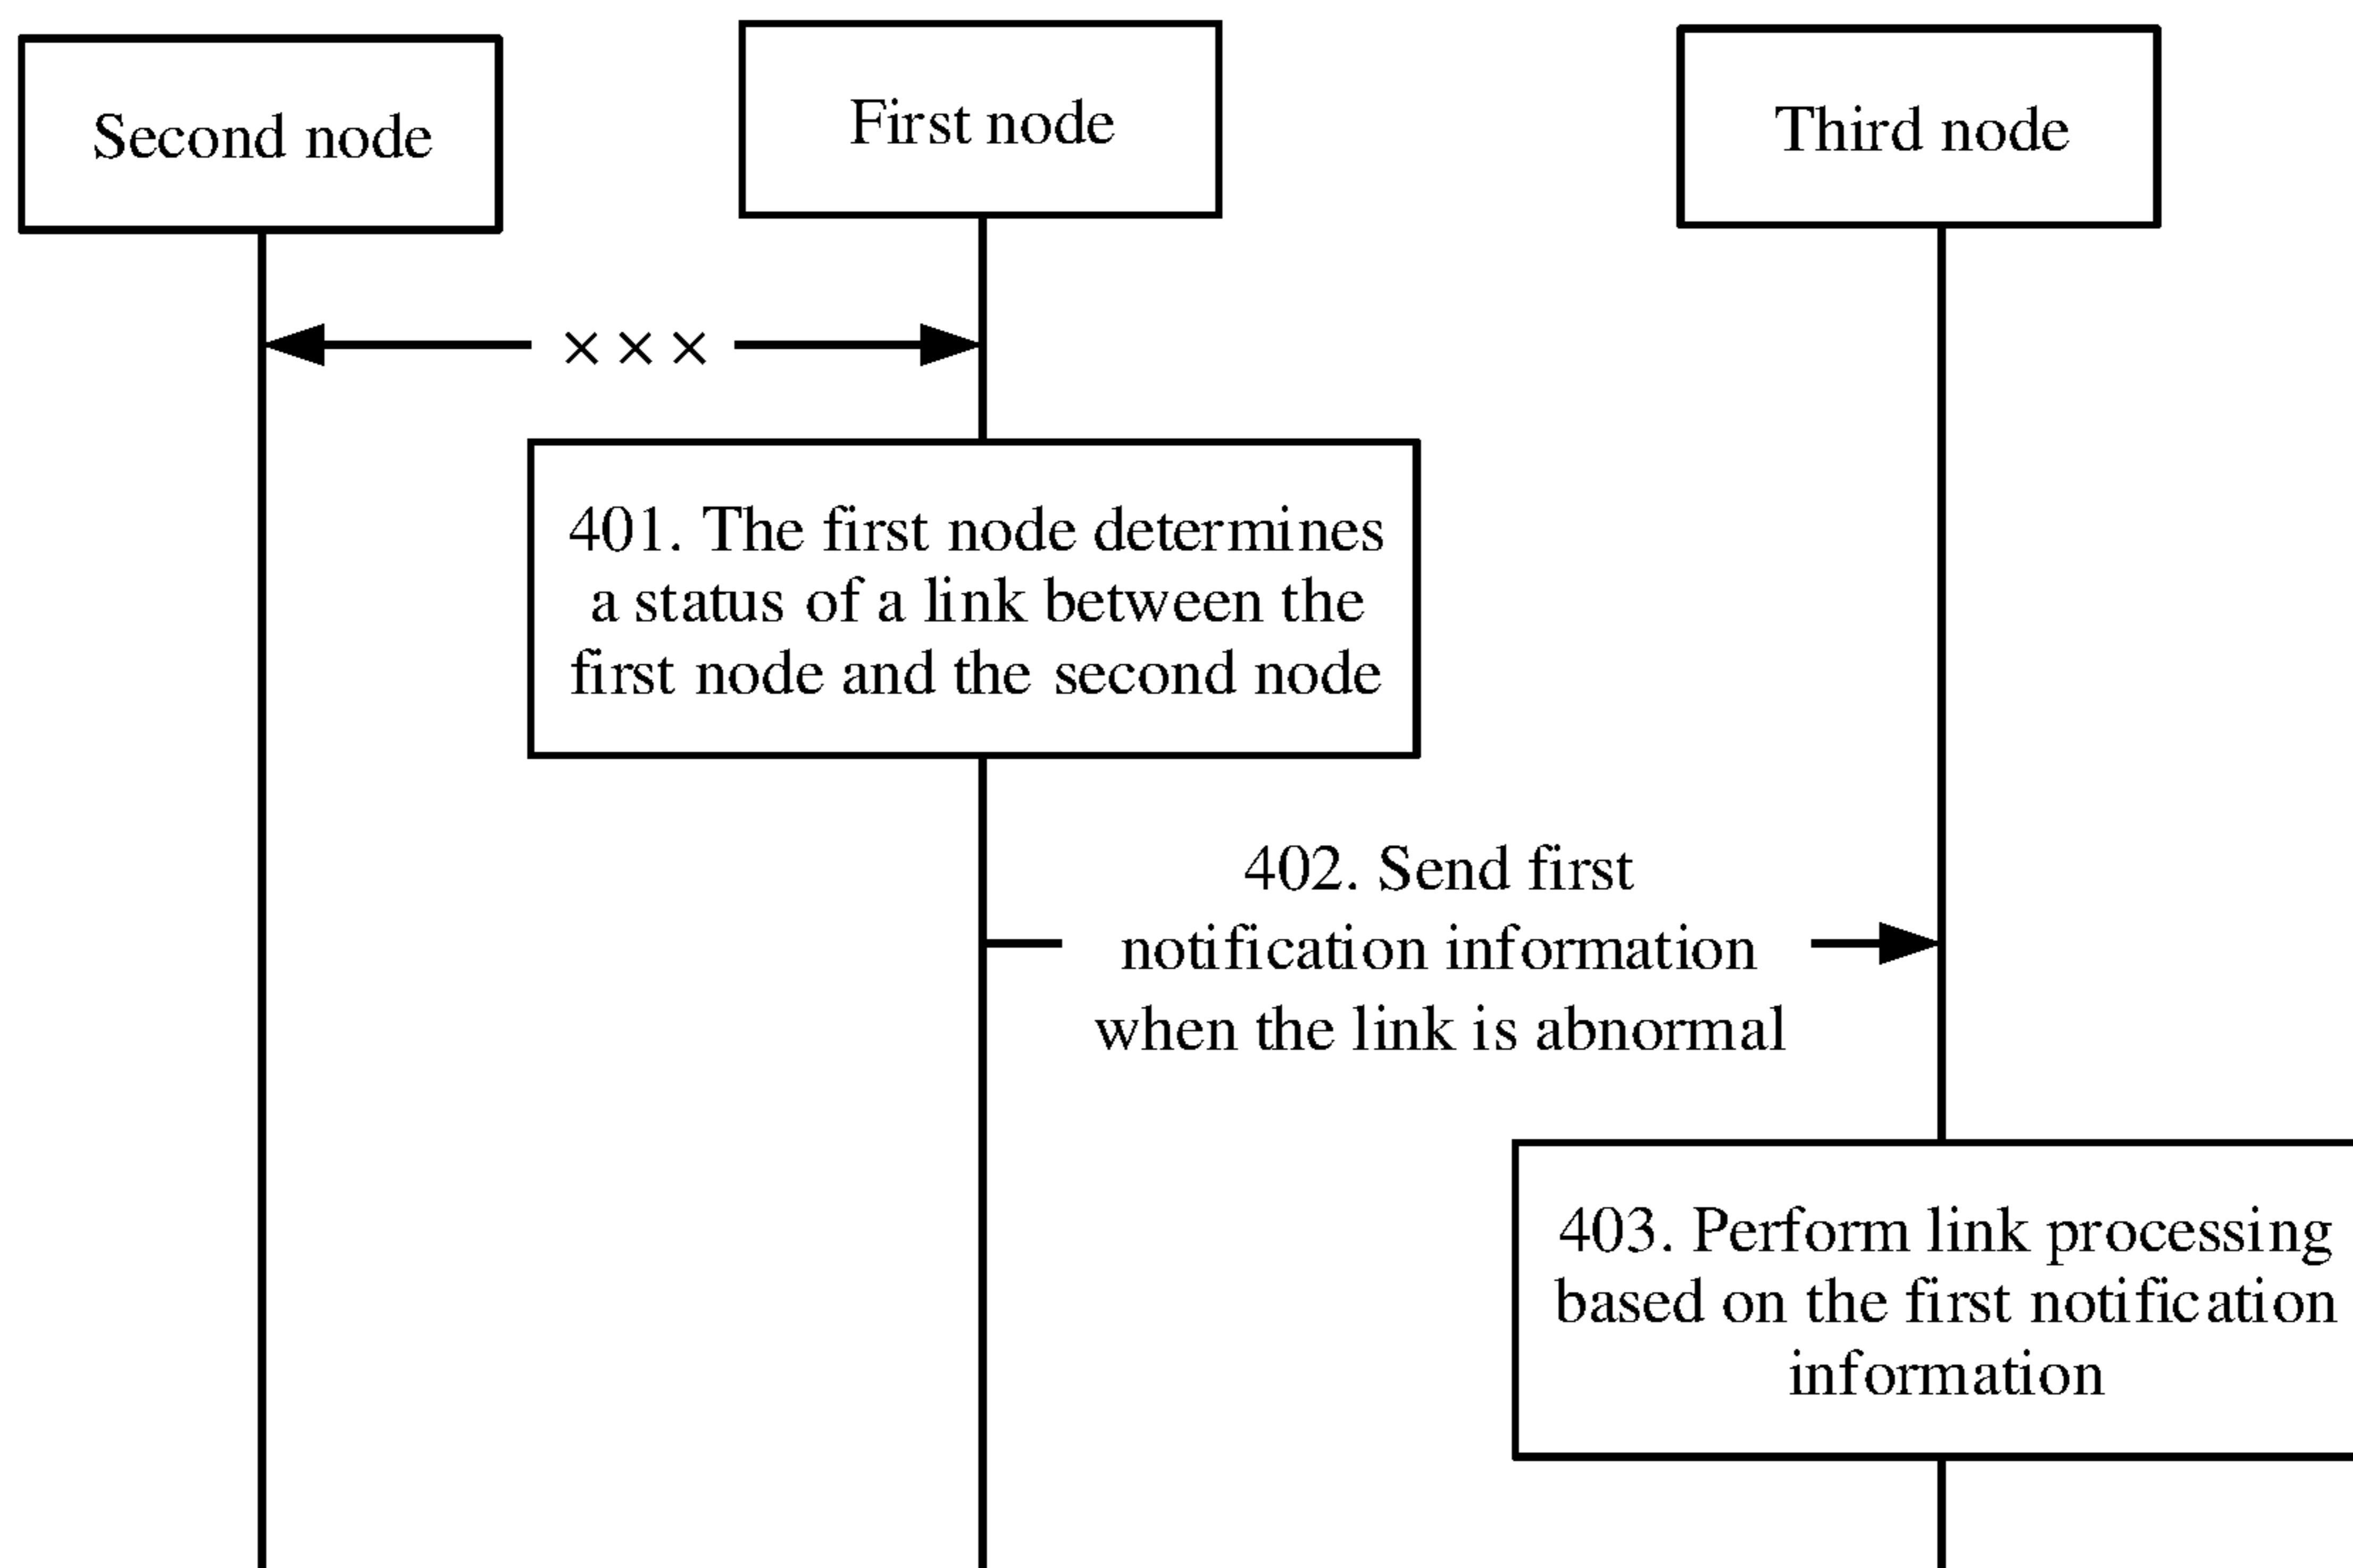 Second node
First node
Third node
× × ×
401. The first node determines
a status of a link between the
first node and the second node
402. Send first
notification information
when the link is abnormal
403. Perform link processing
based on the first notification
information